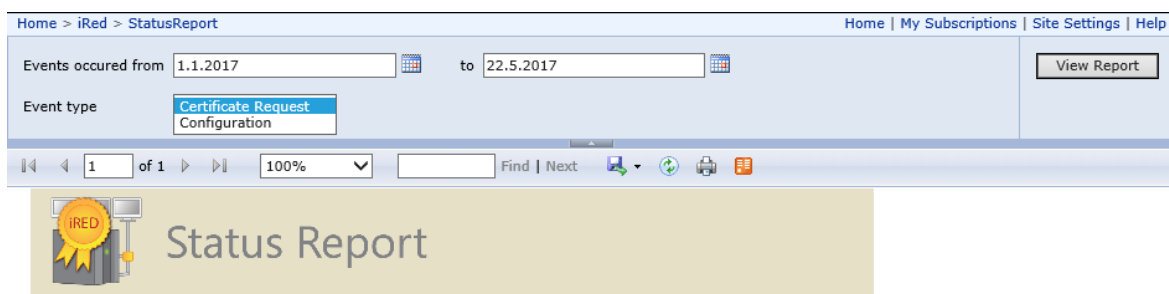 Home > iRed > StatusReport Home | My Subscriptions | Site Settings | Help
Events occured from 1.1.2017 to 22.5.2017 View Report
Event type Certificate Request
Configuration
1 of 1 100% Find | Next
iRED
Status Report